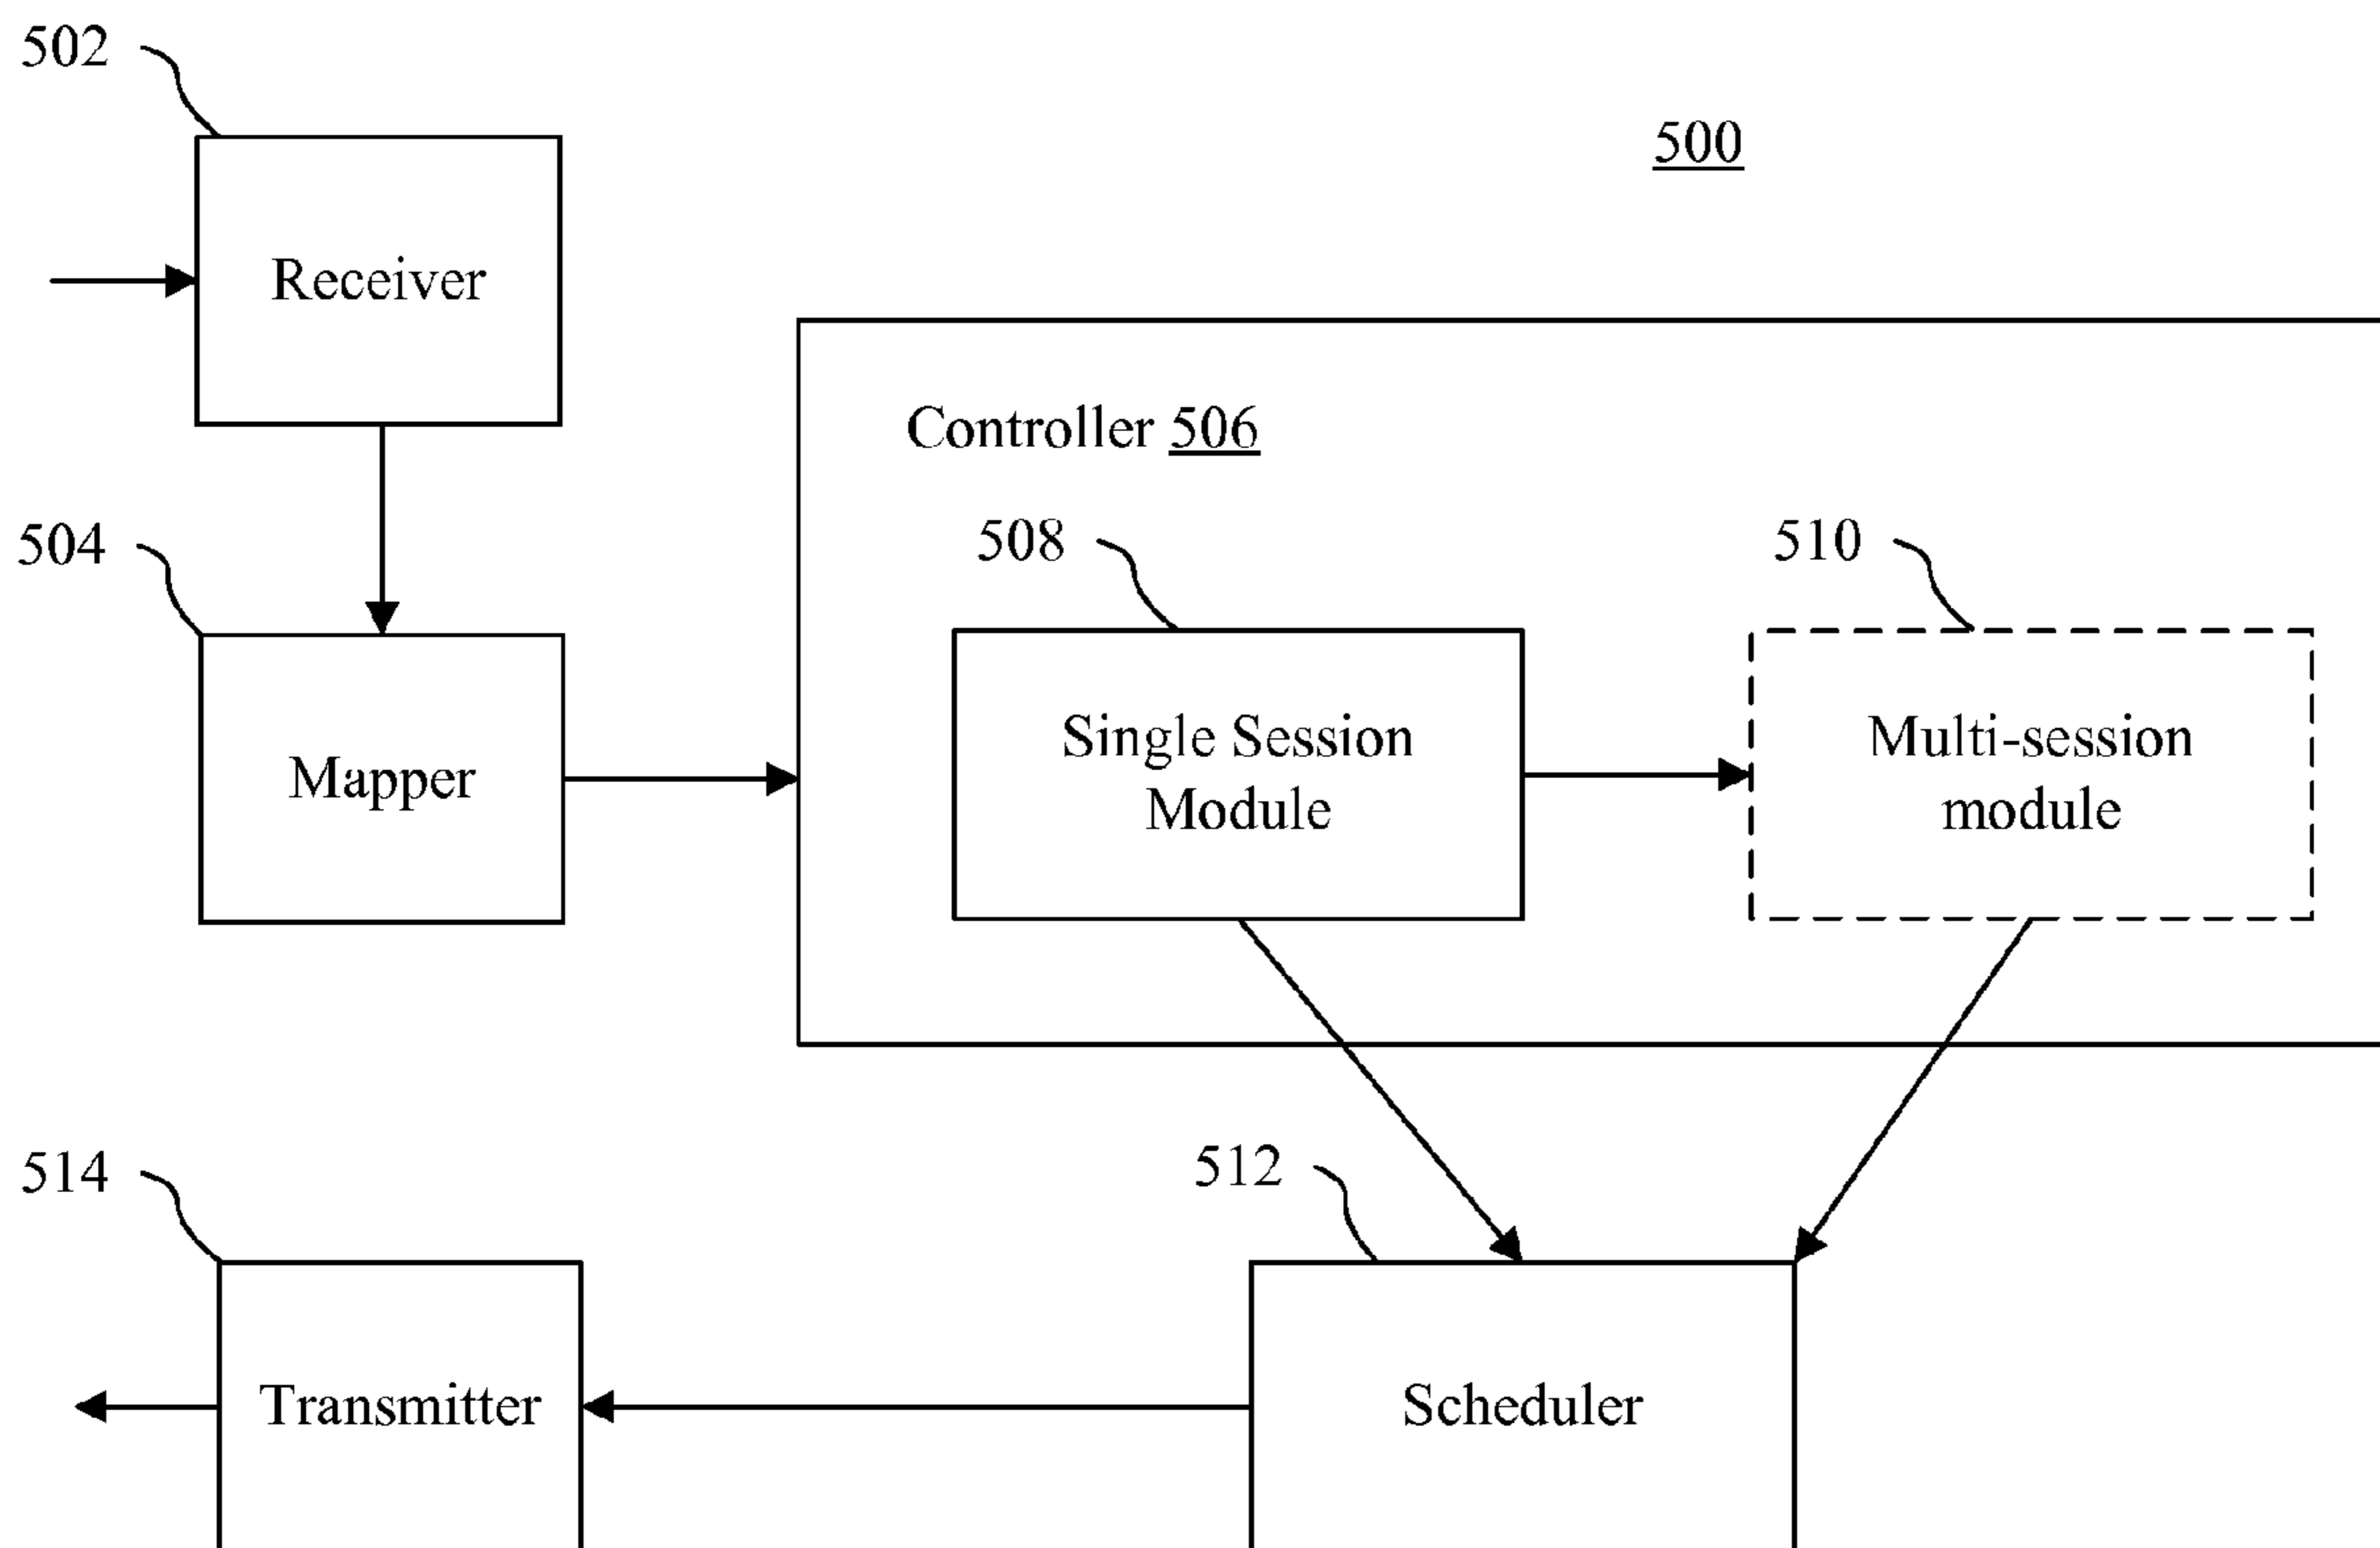 502
500
Receiver
Controller 506
504
508
510
Single Session
Module
Multi-session
module
Mapper
514
512
Transmitter
Scheduler